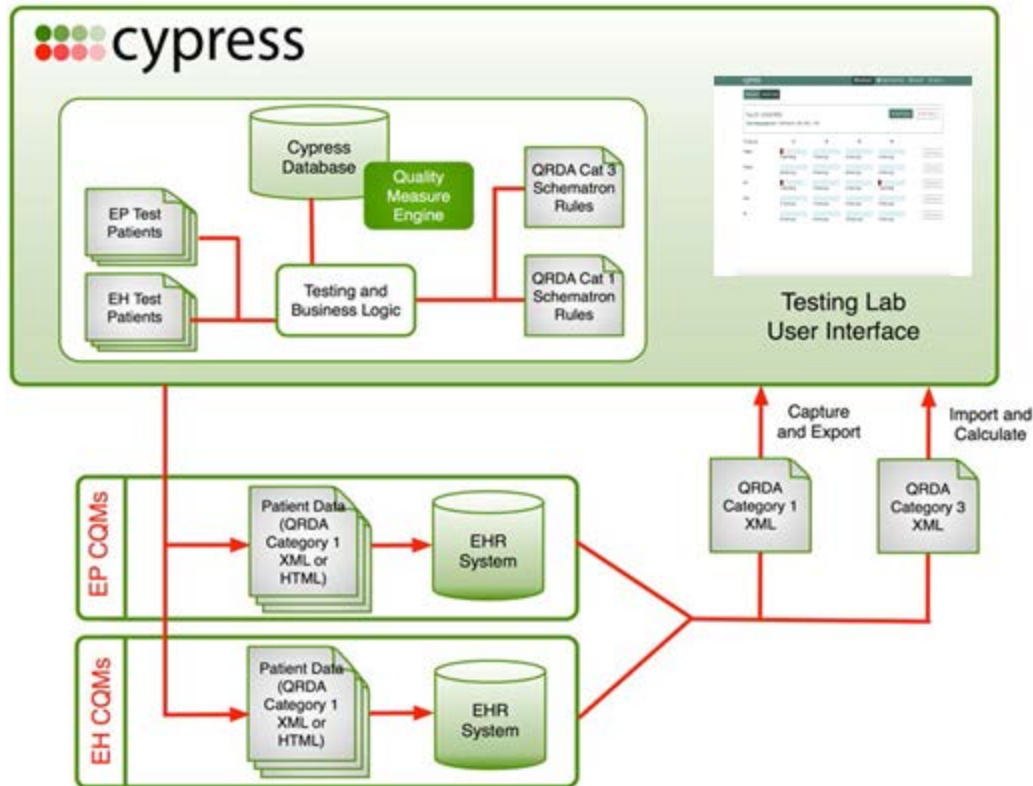 cypress
Cypress
Database
Quality
Measure
Engine
QRDA Cat 3
Schematron
Rules
EP Test
Patients
EH Test
Patients
Testing and
Business Logic
QRDA Cat 1
Schematron
Rules
Testing Lab
User Interface
Capture
and Export
Import and
Calculate
QRDA
Category 1
XML
QRDA
Category 3
XML
EP CQMs
Patient Data
(QRDA
Category 1
XML or
HTML)
EHR
System
EH CQMs
Patient Data
(QRDA
Category 1
XML or
HTML)
EHR
System